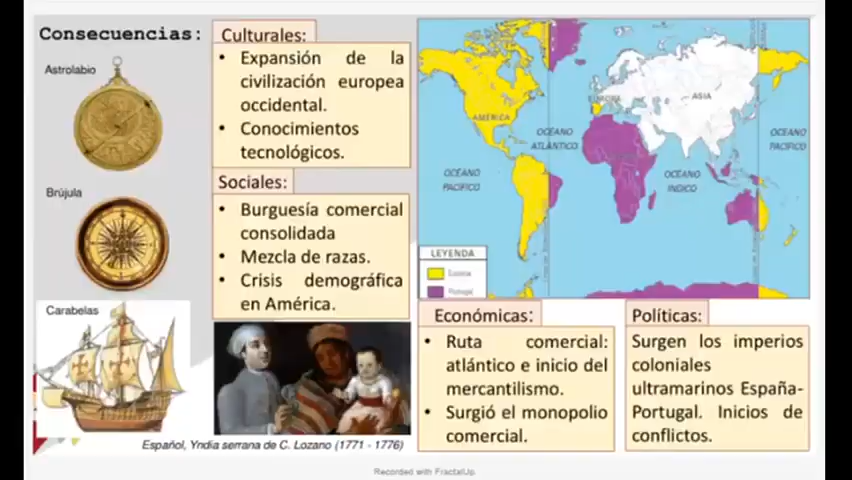 Consecuencias:
Astrolabio
Brújula
Carabelas
Culturales:
• Expansión de la
civilización europea
occidental.
• Conocimientos
tecnológicos.
Sociales:
• Burguesía comercial
consolidada
• Mezcla de razas.
• Crisis demográfica
en América.
Español, Yndia serrana de C. Lozano (1771 - 1776)
AMÉRICA
EUROPA
ASIA
OCÉANO
ATLÁNTICO
OCÉANO
PACÍFICO
OCÉANO
ÍNDICO
OCÉANO
PACÍFICO
LEYENDA
España
Portugal
Económicas:
• Ruta comercial:
atlántico e inicio del
mercantilismo.
• Surgió el monopolio
comercial.
Políticas:
Surgen los imperios
coloniales
ultramarinos España-
Portugal. Inicios de
conflictos.
Recorded with FractalUp